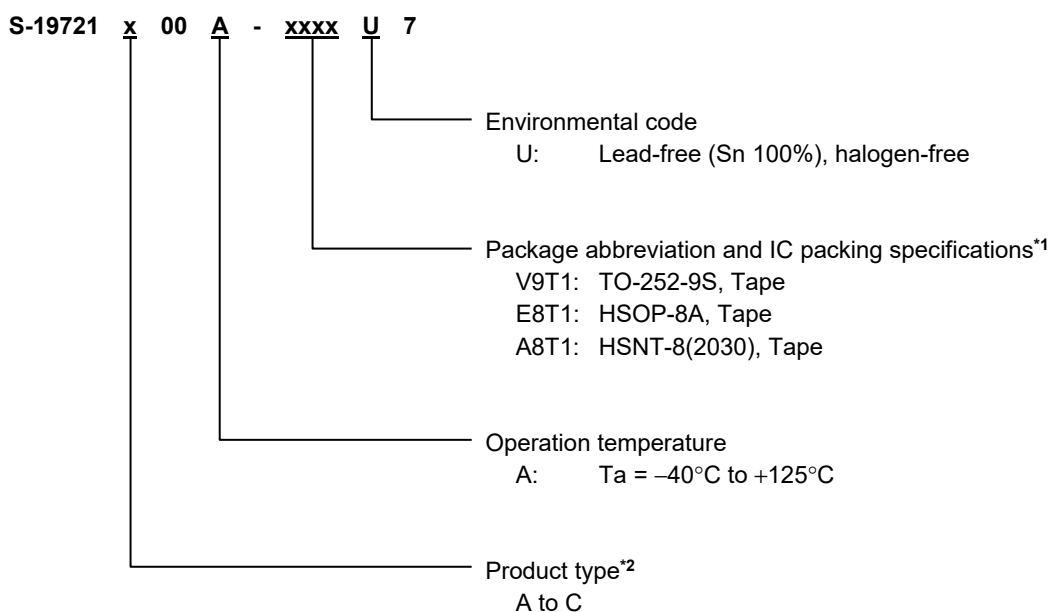 S-19721 x 00 A - xxxx U 7
Environmental code
U: Lead-free (Sn 100%), halogen-free
Package abbreviation and IC packing specifications*1
V9T1: TO-252-9S, Tape
E8T1: HSOP-8A, Tape
A8T1: HSNT-8(2030), Tape
Operation temperature
A: Ta = −40°C to +125°C
Product type*2
A to C